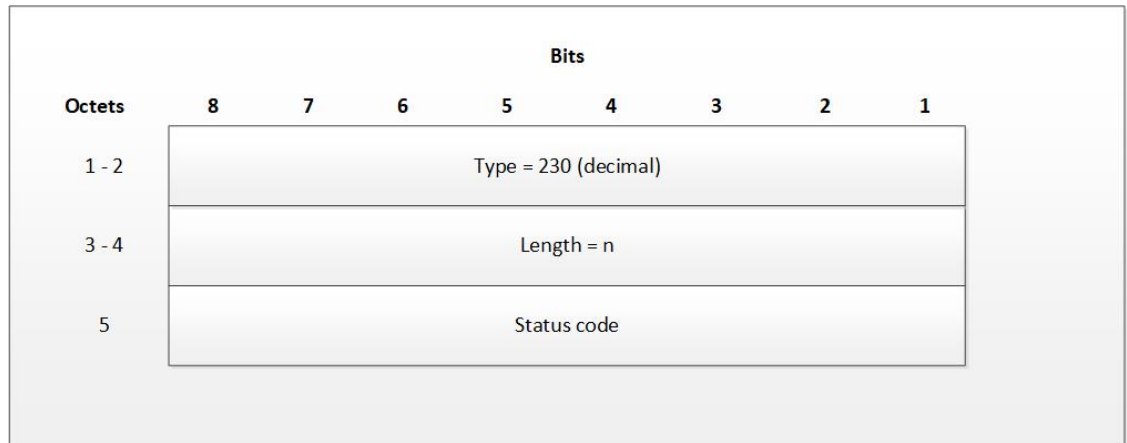 Bits
Octets 8 7 6 5 4 3 2 1
1 - 2 Type = 230 (decimal)
3 - 4 Length = n
5 Status code